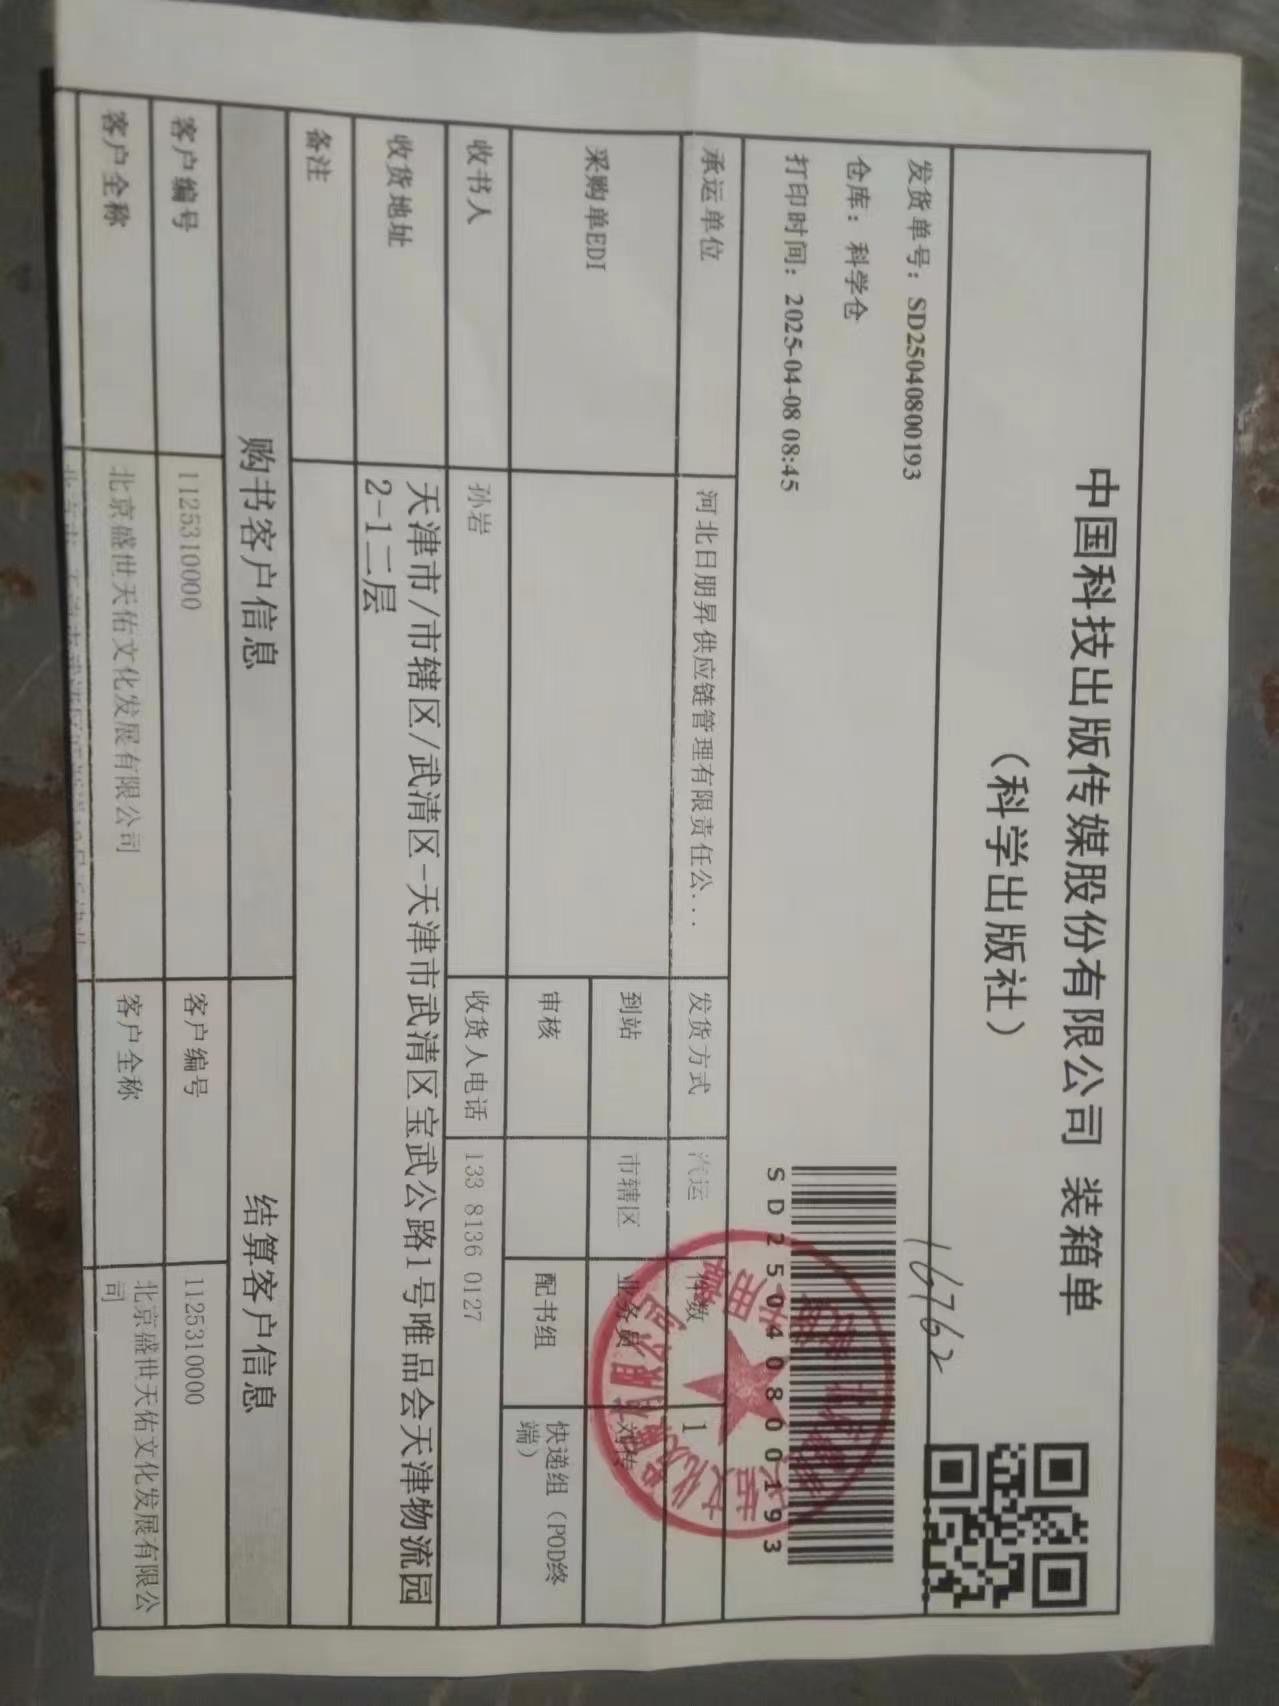 中国科技出版传媒股份有限公司 装箱单
（科学出版社）
16762
发货单号：SD250408​00193
仓库：科学仓
打印时间：2025-04-08 08:45
SD25040800193
承运单位 河北日朋昇供应链管理有限责任公... 发货方式 汽运 件数 1
采购单EDI 到站 市辖区 业务员
审核 配书组 快递组（POD终端）
收书人 孙岩 收货人电话 133 8136 0127
收货地址 天津市/市辖区/武清区-天津市武清区宝武公路1号唯品会天津物流园
2-1二层
备注
购书客户信息 结算客户信息
客户编号 1125310000 客户编号 1125310000
客户全称 北京盛世天佑文化发展有限公司 客户全称 北京盛世天佑文化发展有限公司